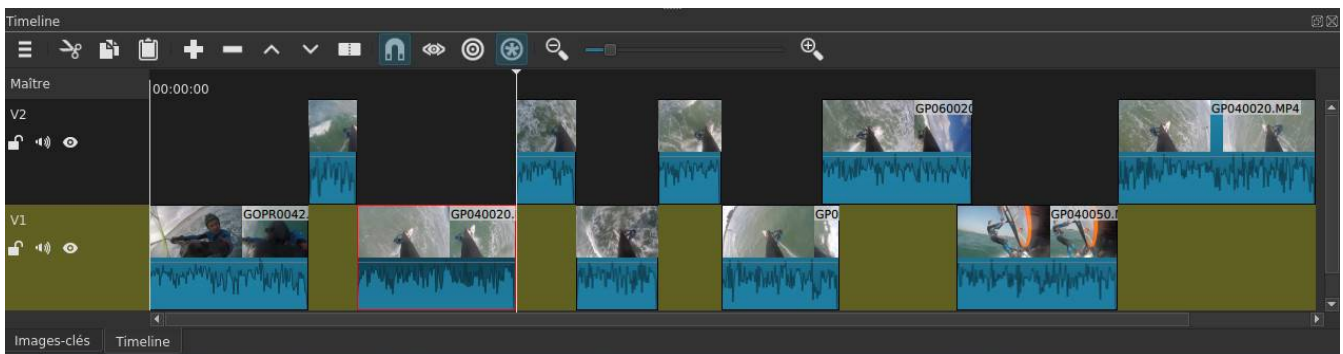 Timeline
Maître
00:00:00
V2
GP060020
GP040020.MP4
V1
GOPR0042.
GP040020.
GP0
GP040050.
Images-clés
Timeline